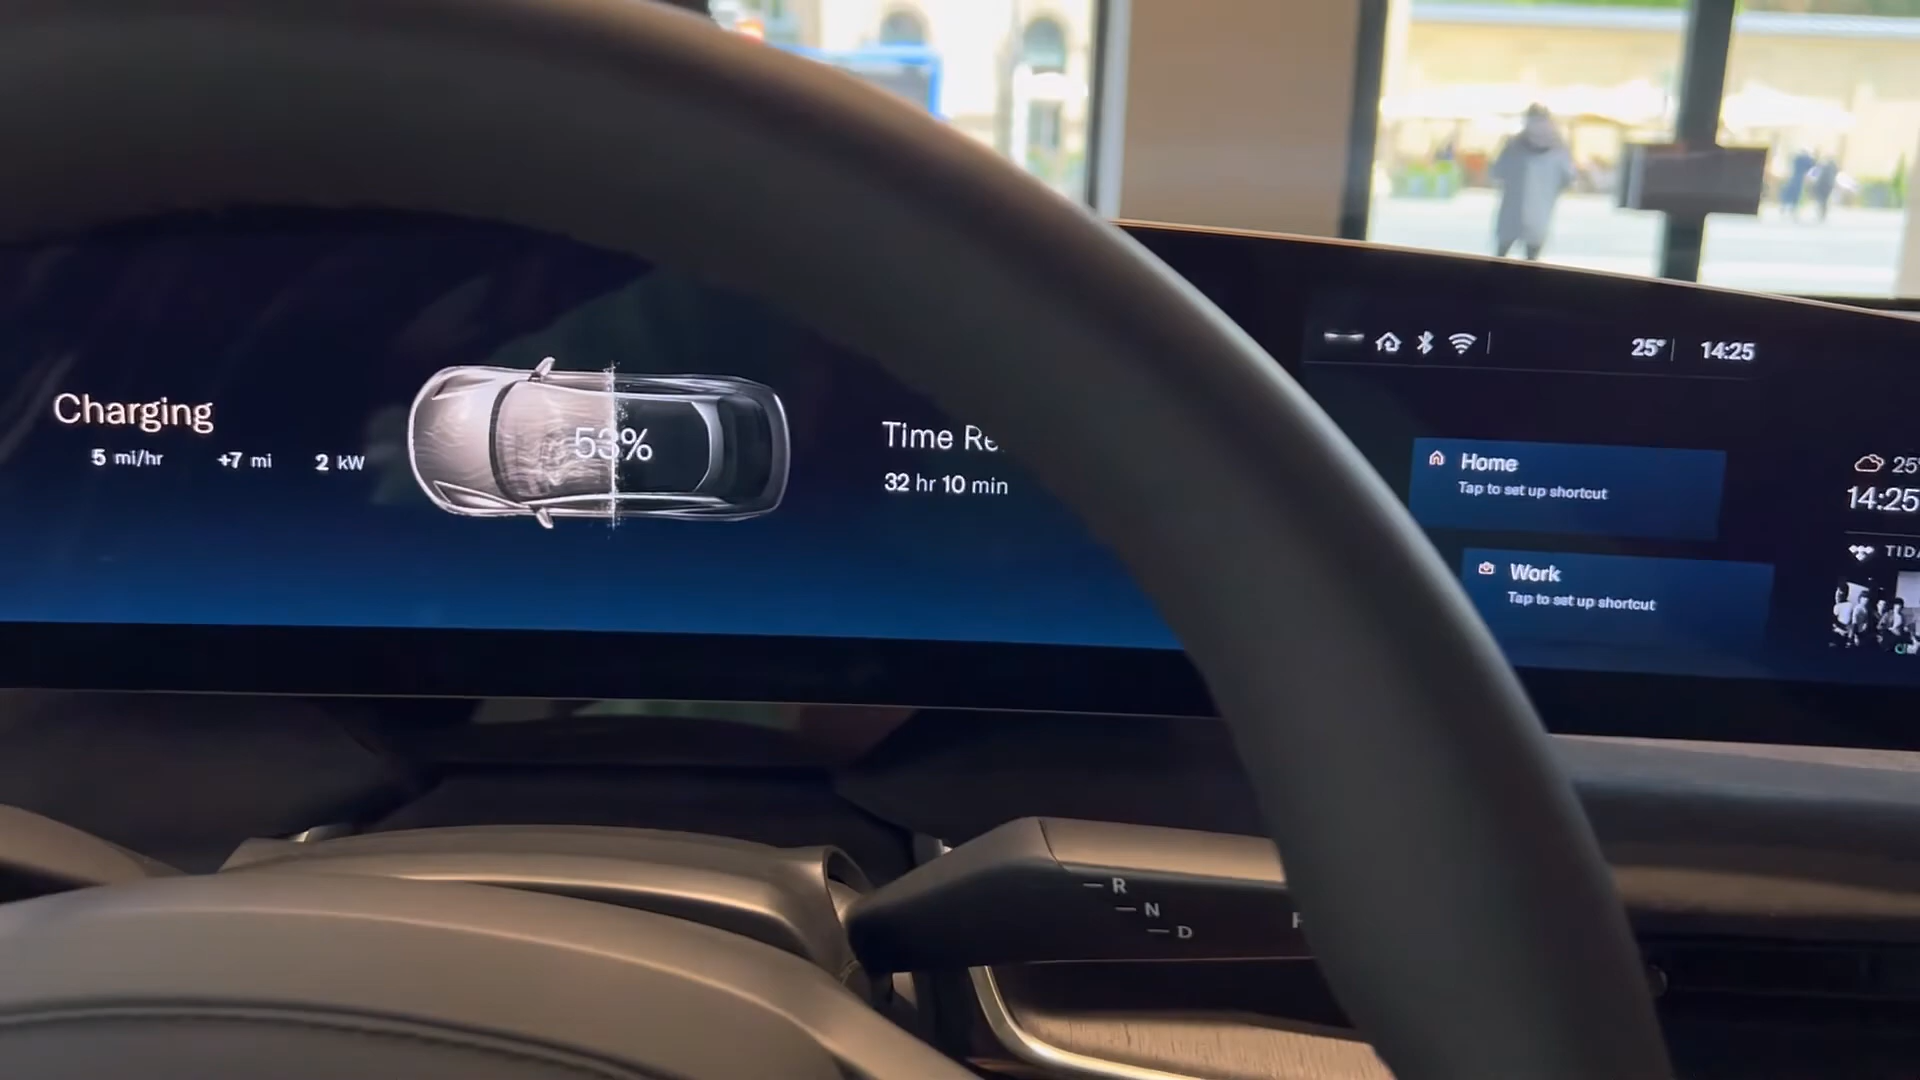 Charging
5 mi/hr +7 mi 2 kW
53%
Time
32 hr 10 min
25° 14:25
Home
Tap to set up shortcut
Work
Tap to set up shortcut
25°
14:25
R
N
D